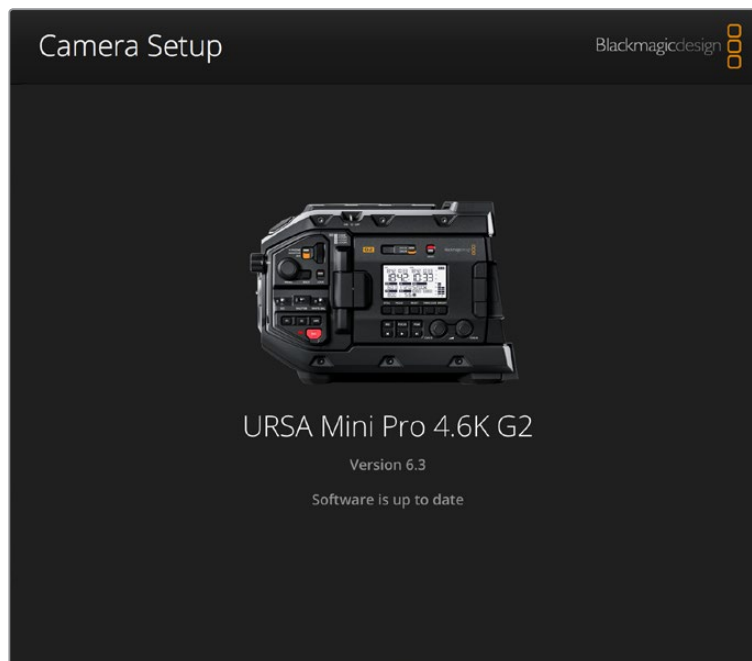 Camera Setup
Blackmagicdesign
URSA Mini Pro 4.6K G2
Version 6.3
Software is up to date